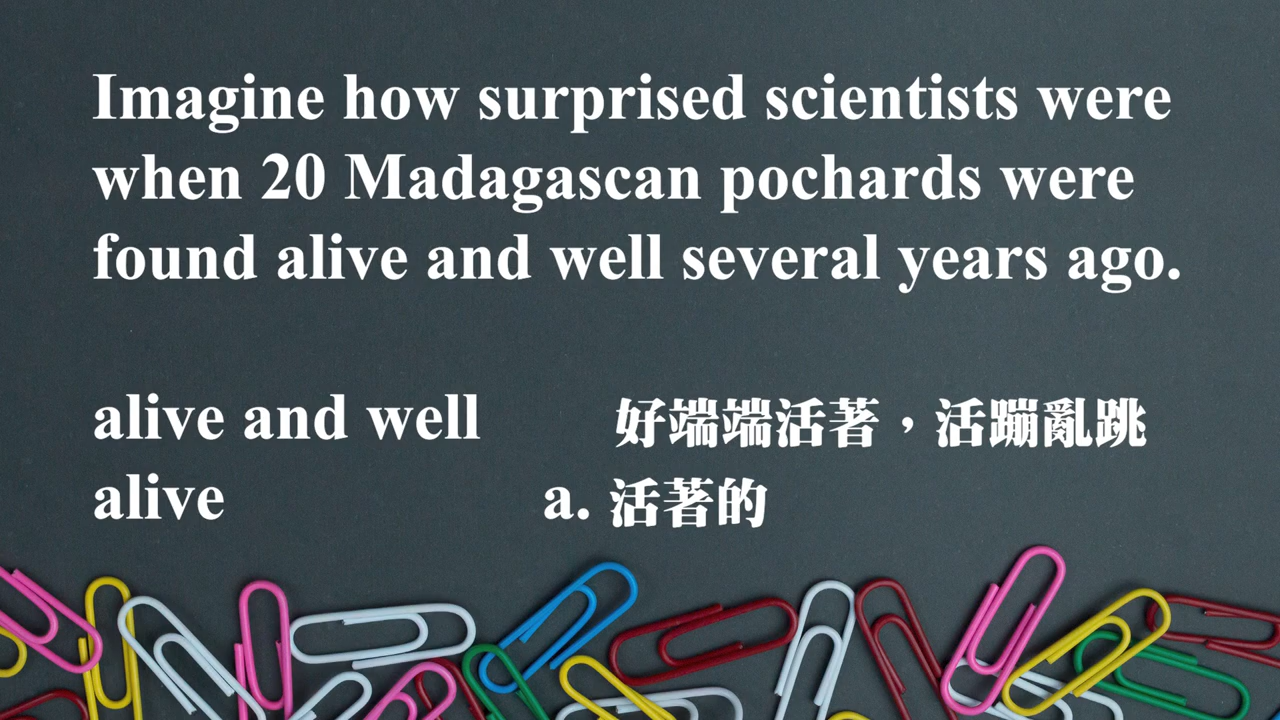 Imagine how surprised scientists were
when 20 Madagascan pochards were
found alive and well several years ago.
alive and well 好端端活著，活蹦亂跳
alive a. 活著的